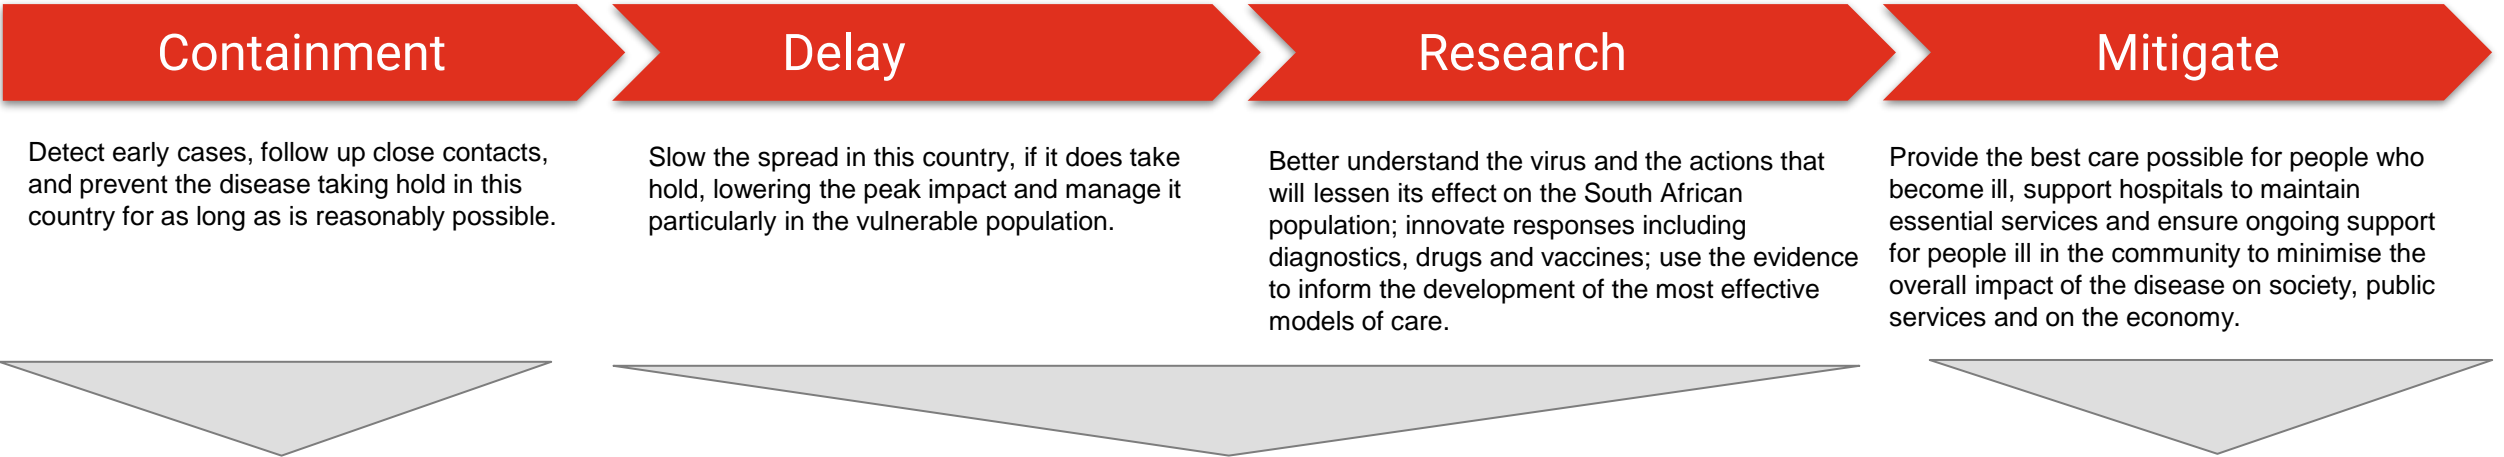 Containment
Detect early cases, follow up close contacts,
and prevent the disease taking hold in this
country for as long as is reasonably possible.
Delay
Slow the spread in this country, if it does take
hold, lowering the peak impact and manage it
particularly in the vulnerable population.
Research
Better understand the virus and the actions that
will lessen its effect on the South African
population; innovate responses including
diagnostics, drugs and vaccines; use the evidence
to inform the development of the most effective
models of care.
Mitigate
Provide the best care possible for people who
become ill, support hospitals to maintain
essential services and ensure ongoing support
for people ill in the community to minimise the
overall impact of the disease on society, public
services and on the economy.